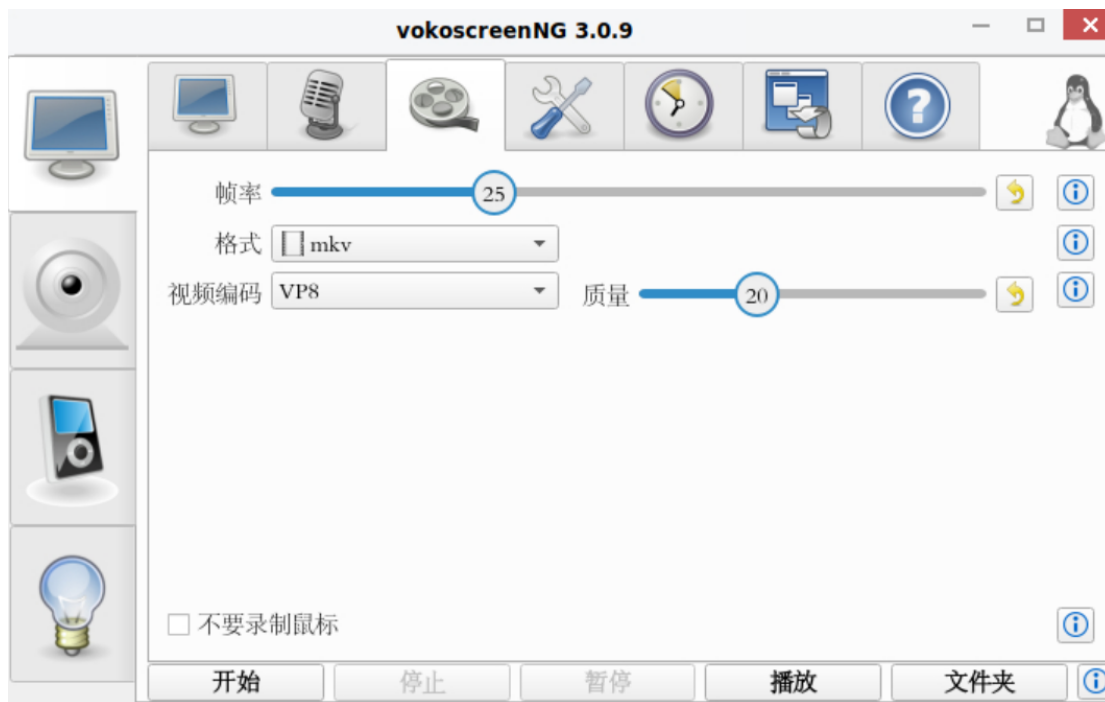 vokoscreenNG 3.0.9
帧率 25
格式 mkv
视频编码 VP8 质量 20
不要录制鼠标
开始 停止 暂停 播放 文件夹